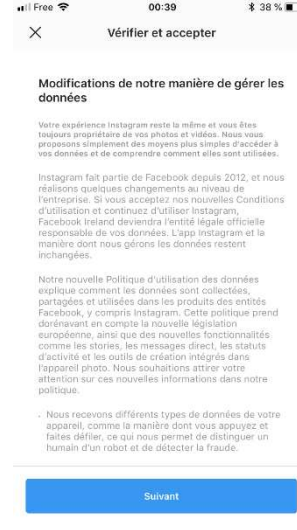 Free 00:39 38 %
Vérifier et accepter
Modifications de notre manière de gérer les
données
Votre expérience Instagram reste la même et vous êtes
toujours propriétaire de vos photos et vidéos. Nous vous
proposons simplement des moyens plus simples d'accéder à
vos données et de comprendre comment elles sont utilisées.
Instagram fait partie de Facebook depuis 2012, et nous
réalisons quelques changements au niveau de
l'entreprise. Si vous acceptez nos nouvelles Conditions
d'utilisation et continuez d'utiliser Instagram,
Facebook Ireland deviendra l'entité légale officielle
responsable de vos données. L'app Instagram et la
manière dont nous gérons les données restent
inchangées.
Notre nouvelle Politique d'utilisation des données
explique comment les données sont collectées,
partagées et utilisées dans les produits des entités
Facebook, y compris Instagram. Cette politique prend
dorénavant en compte la nouvelle législation
européenne, ainsi que des nouvelles fonctionnalités
comme les stories, les messages direct, les statuts
d'activité et les outils de création intégrés dans
l'appareil photo. Nous souhaitions attirer votre
attention sur ces nouvelles informations dans notre
politique.
· Nous recevons différents types de données de votre
appareil, comme la manière dont vous appuyez et
faites défiler, ce qui nous permet de distinguer un
humain d'un robot et de détecter la fraude.
Suivant